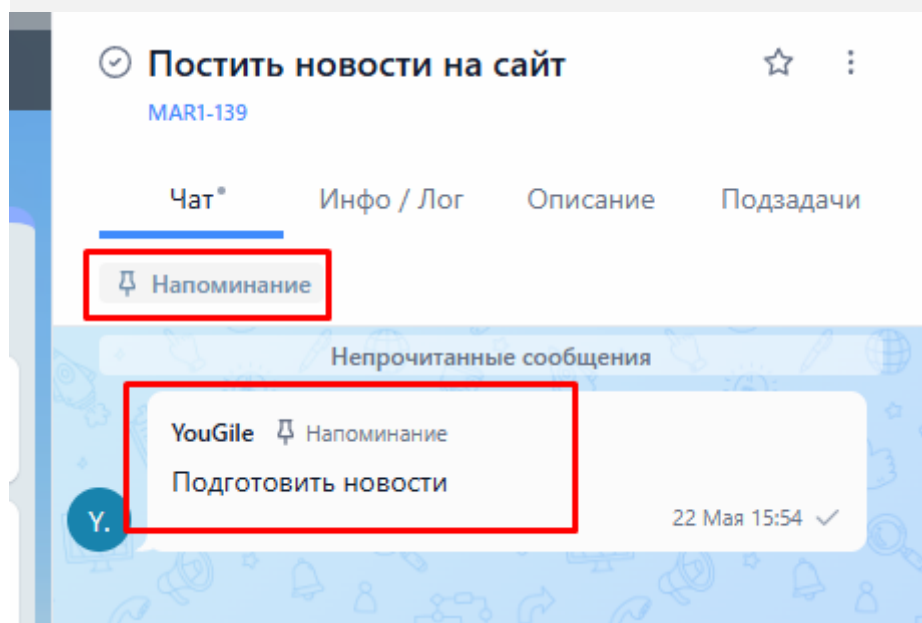 Постить новости на сайт
MAR1-139
Чат Инфо / Лог Описание Подзадачи
Напоминание
Непрочитанные сообщения
YouGile Напоминание
Подготовить новости
Y.
22 Мая 15:54